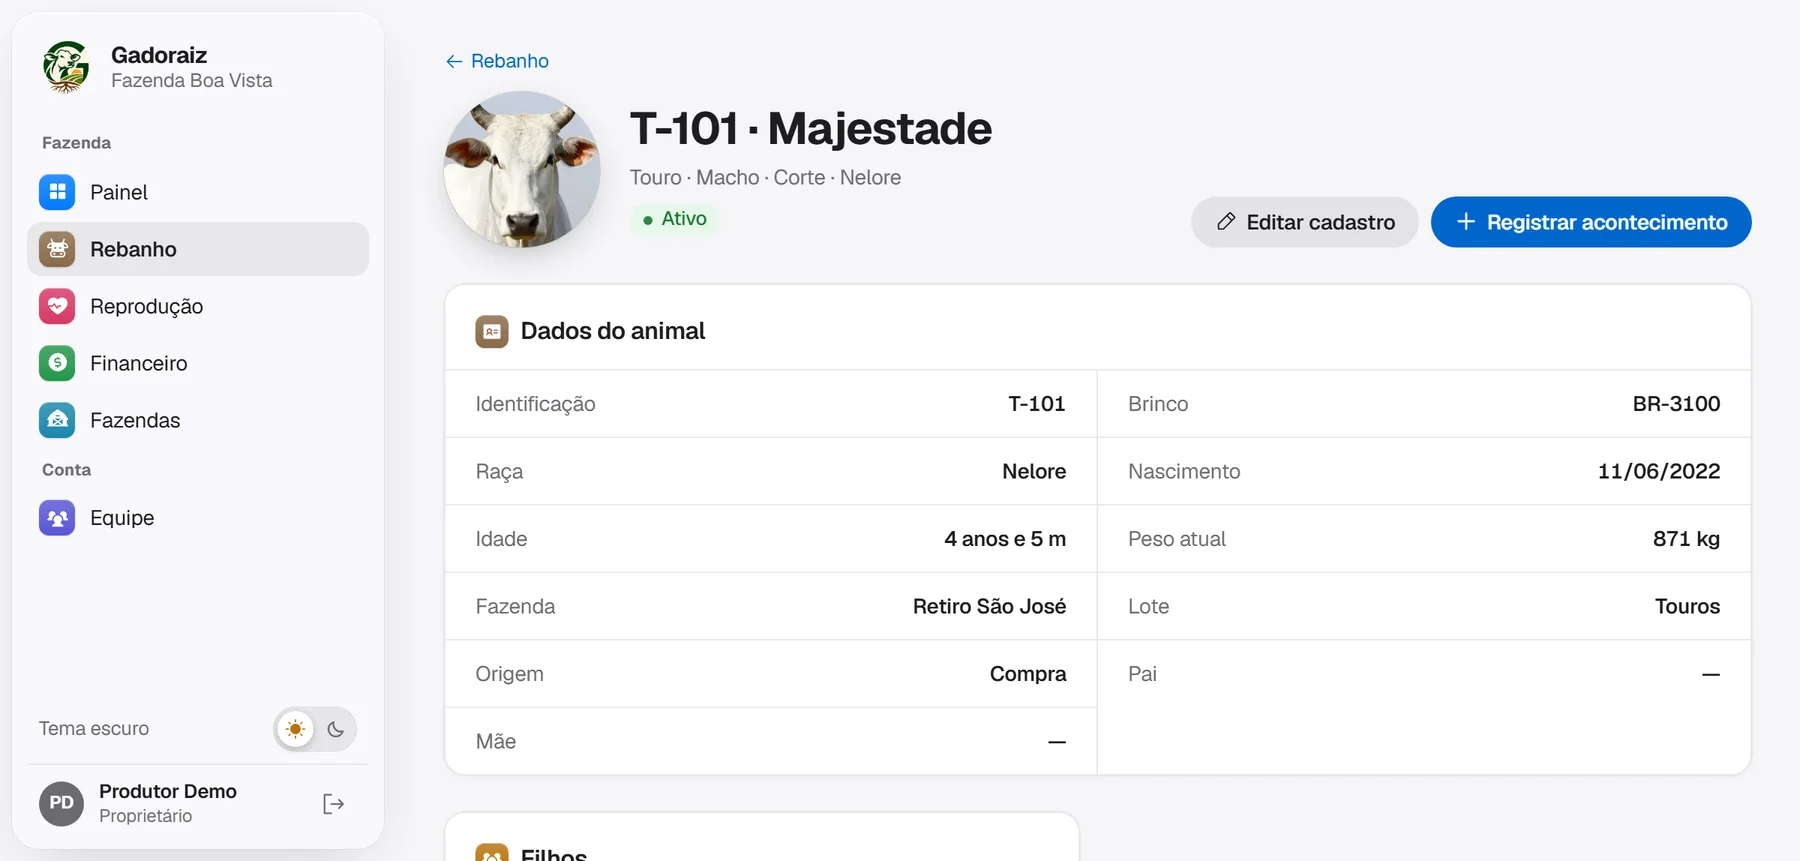 Gadoraiz
Fazenda Boa Vista
Fazenda
Painel
Rebanho
Reprodução
Financeiro
Fazendas
Conta
Equipe
Tema escuro
PD
Produtor Demo
Proprietário
← Rebanho
T-101 · Majestade
Touro · Macho · Corte · Nelore
Ativo
Editar cadastro
+ Registrar acontecimento
Dados do animal
Identificação T-101
Brinco BR-3100
Raça Nelore
Nascimento 11/06/2022
Idade 4 anos e 5 m
Peso atual 871 kg
Fazenda Retiro São José
Lote Touros
Origem Compra
Pai —
Mãe —
Filhos